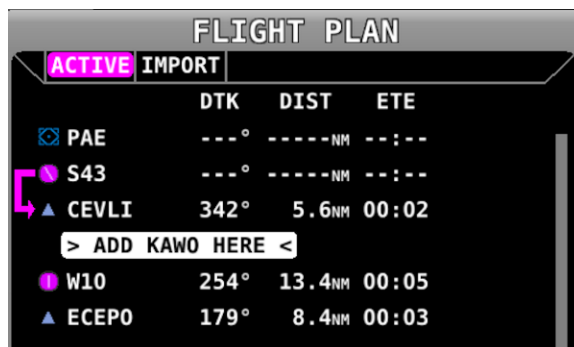 FLIGHT PLAN
ACTIVE IMPORT
DTK DIST ETE
PAE ---° -----NM --:--
S43 ---° -----NM --:--
CEVLI 342° 5.6NM 00:02
> ADD KAWO HERE <
W10 254° 13.4NM 00:05
ECEPO 179° 8.4NM 00:03